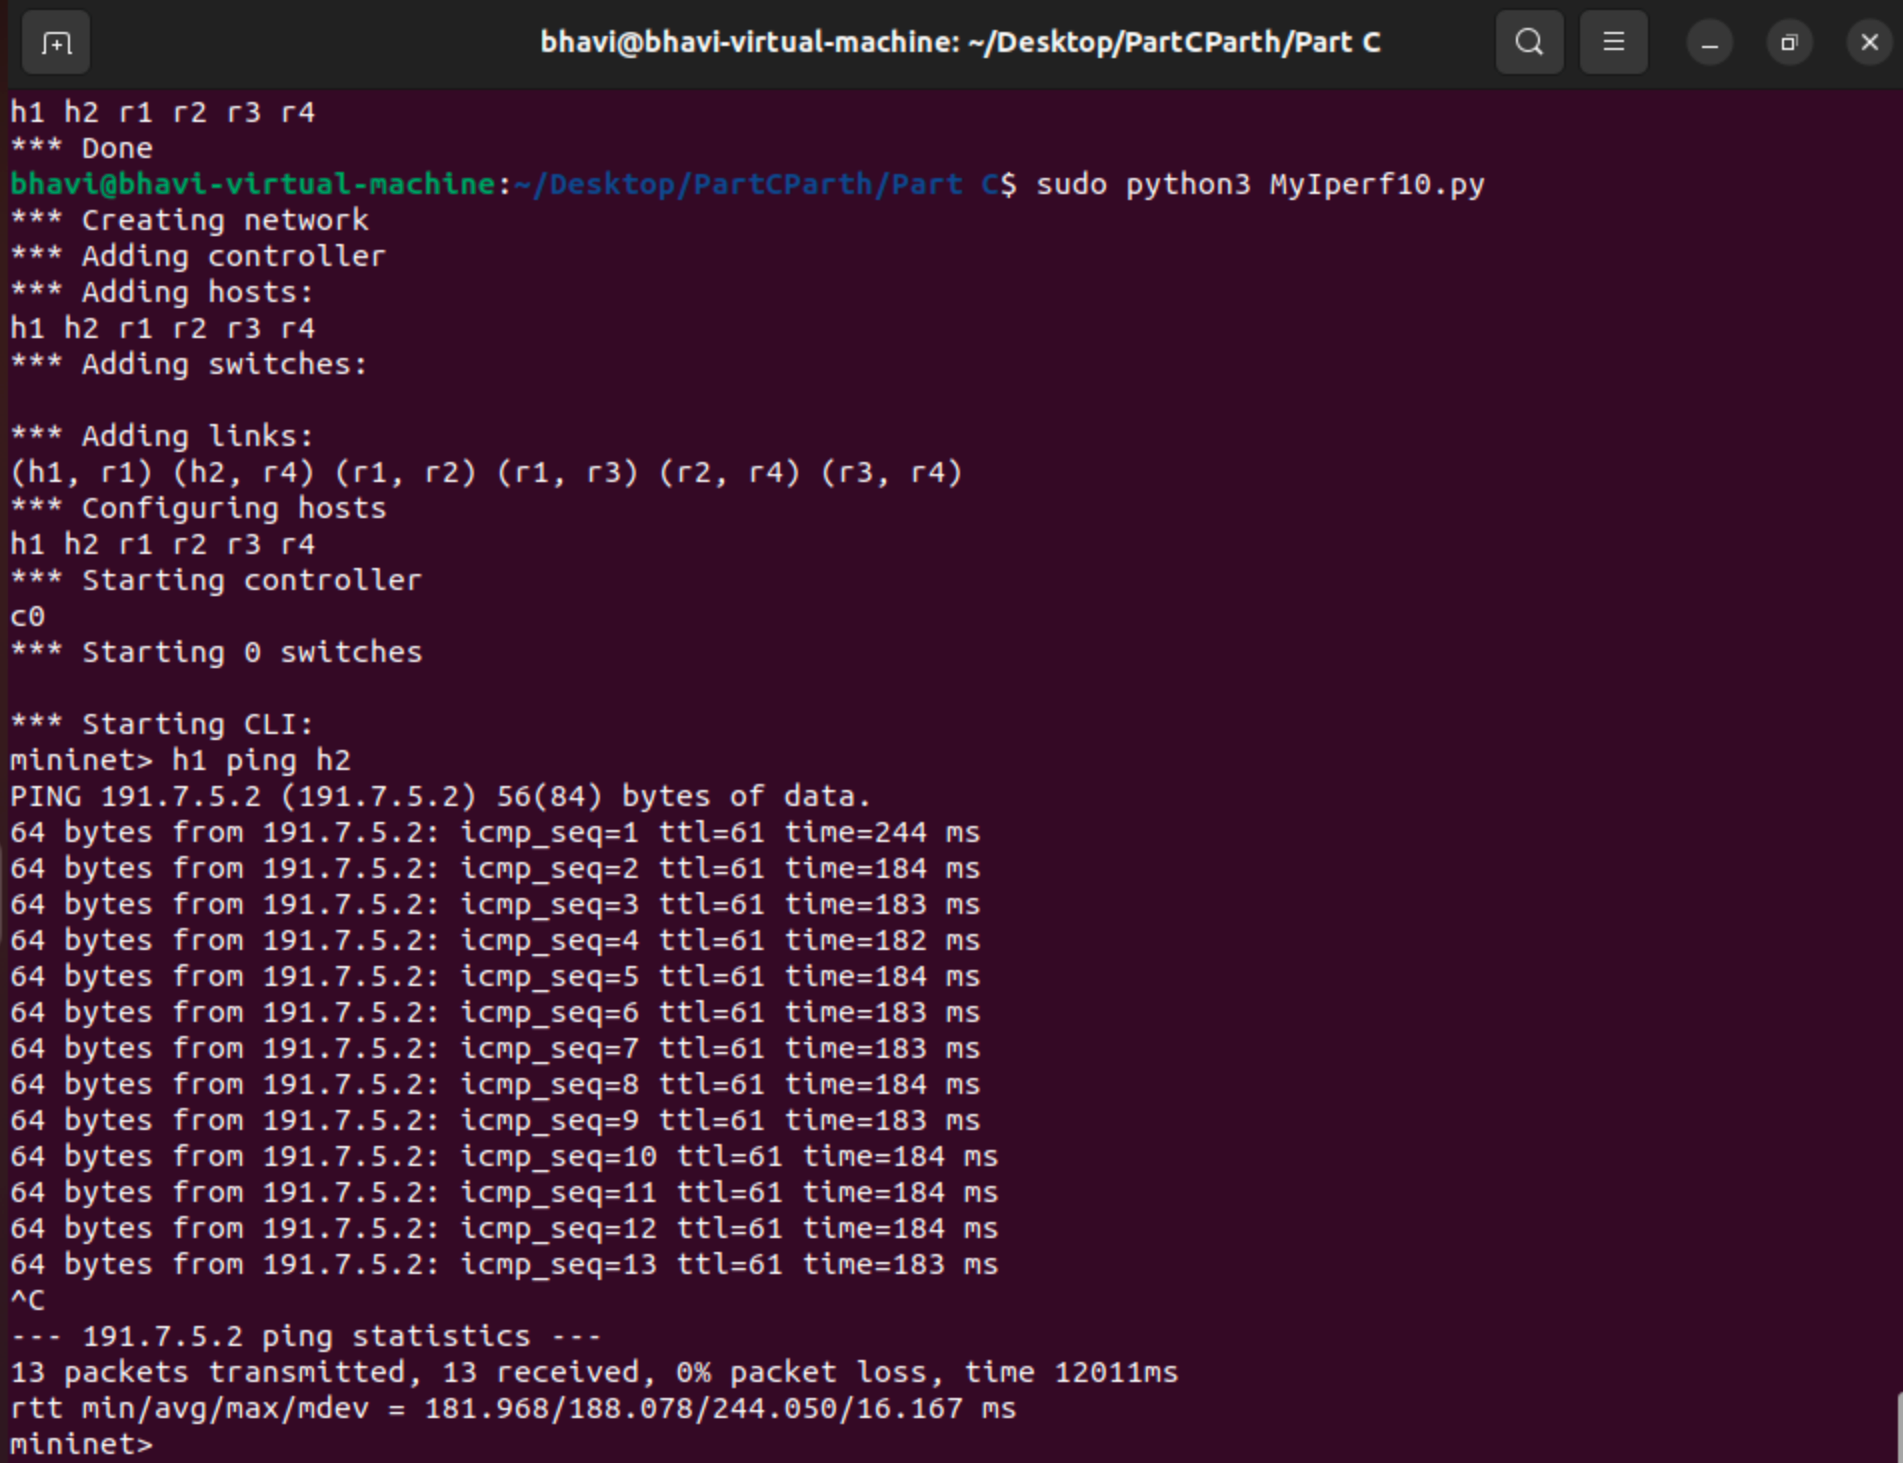 bhavi@bhavi-virtual-machine: ~/Desktop/PartCParth/Part C
h1 h2 r1 r2 r3 r4
*** Done
bhavi@bhavi-virtual-machine:~/Desktop/PartCParth/Part C$ sudo python3 MyIperf10.py
*** Creating network
*** Adding controller
*** Adding hosts:
h1 h2 r1 r2 r3 r4
*** Adding switches:
*** Adding links:
(h1, r1) (h2, r4) (r1, r2) (r1, r3) (r2, r4) (r3, r4)
*** Configuring hosts
h1 h2 r1 r2 r3 r4
*** Starting controller
c0
*** Starting 0 switches
*** Starting CLI:
mininet> h1 ping h2
PING 191.7.5.2 (191.7.5.2) 56(84) bytes of data.
64 bytes from 191.7.5.2: icmp_seq=1 ttl=61 time=244 ms
64 bytes from 191.7.5.2: icmp_seq=2 ttl=61 time=184 ms
64 bytes from 191.7.5.2: icmp_seq=3 ttl=61 time=183 ms
64 bytes from 191.7.5.2: icmp_seq=4 ttl=61 time=182 ms
64 bytes from 191.7.5.2: icmp_seq=5 ttl=61 time=184 ms
64 bytes from 191.7.5.2: icmp_seq=6 ttl=61 time=183 ms
64 bytes from 191.7.5.2: icmp_seq=7 ttl=61 time=183 ms
64 bytes from 191.7.5.2: icmp_seq=8 ttl=61 time=184 ms
64 bytes from 191.7.5.2: icmp_seq=9 ttl=61 time=183 ms
64 bytes from 191.7.5.2: icmp_seq=10 ttl=61 time=184 ms
64 bytes from 191.7.5.2: icmp_seq=11 ttl=61 time=184 ms
64 bytes from 191.7.5.2: icmp_seq=12 ttl=61 time=184 ms
64 bytes from 191.7.5.2: icmp_seq=13 ttl=61 time=183 ms
^C
--- 191.7.5.2 ping statistics ---
13 packets transmitted, 13 received, 0% packet loss, time 12011ms
rtt min/avg/max/mdev = 181.968/188.078/244.050/16.167 ms
mininet>